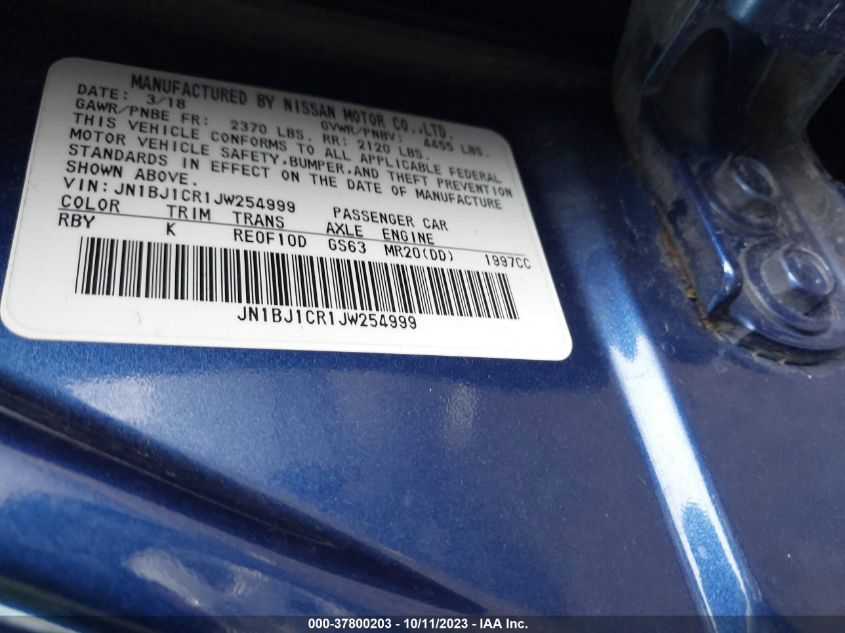 MANUFACTURED BY NISSAN MOTOR CO.,LTD.
DATE: 3/18 GVWR/PNBV: 4455 LBS.
GAWR/PNBE FR: 2370 LBS. RR: 2120 LBS.
THIS VEHICLE CONFORMS TO ALL APPLICABLE FEDERAL
MOTOR VEHICLE SAFETY,BUMPER,AND THEFT PREVENTION
STANDARDS IN EFFECT ON THE DATE OF MANUFACTURE
SHOWN ABOVE.
VIN: JN1BJ1CR1JW254999 PASSENGER CAR
COLOR TRIM TRANS AXLE ENGINE
RBY K RE0F10D GS63 MR20(DD) 1997CC
JN1BJ1CR1JW254999
000-37800203 - 10/11/2023 - IAA Inc.